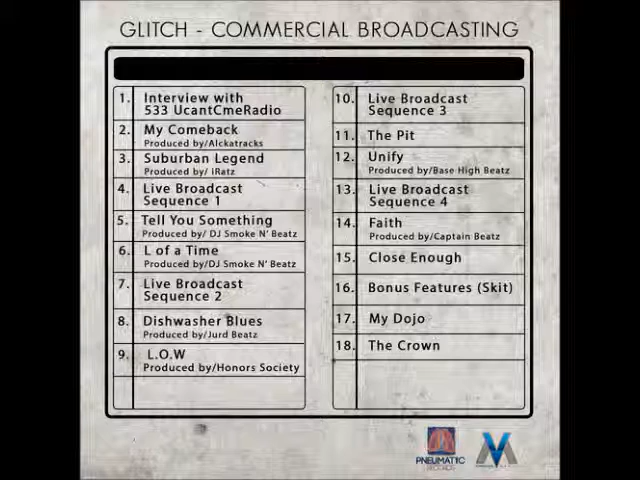 GLITCH - COMMERCIAL BROADCASTING
1. Interview with
533 UcantCmeRadio
2. My Comeback
Produced by/Alckatracks
3. Suburban Legend
Produced by/ iRatz
4. Live Broadcast
Sequence 1
5. Tell You Something
Produced by/ DJ Smoke N' Beatz
6. L of a Time
Produced by/DJ Smoke N' Beatz
7. Live Broadcast
Sequence 2
8. Dishwasher Blues
Produced by/Jurd Beatz
9. L.O.W
Produced by/Honors Society
10. Live Broadcast
Sequence 3
11. The Pit
12. Unify
Produced by/Base High Beatz
13. Live Broadcast
Sequence 4
14. Faith
Produced by/Captain Beatz
15. Close Enough
16. Bonus Features (Skit)
17. My Dojo
18. The Crown
PNEUMATIC
RECORDS